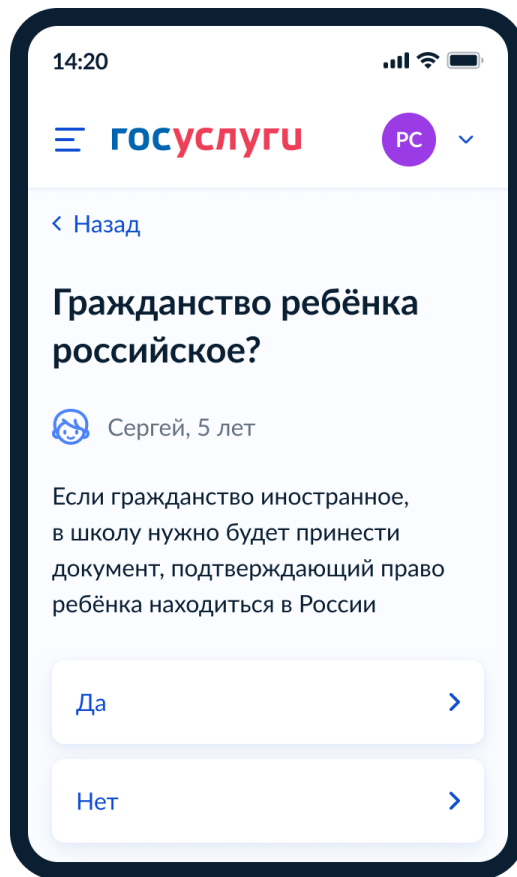 14:20
госуслуги
РС
Назад
Гражданство ребёнка
российское?
Сергей, 5 лет
Если гражданство иностранное,
в школу нужно будет принести
документ, подтверждающий право
ребёнка находиться в России
Да
Нет